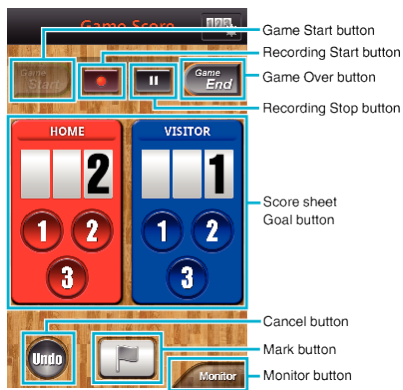 Game Score
123
Game Start button
Recording Start button
Game Start
Game End
Game Over button
Recording Stop button
HOME
VISITOR
2
1
1 2
1 2
3
3
Score sheet
Goal button
Cancel button
Undo
Mark button
Monitor
Monitor button